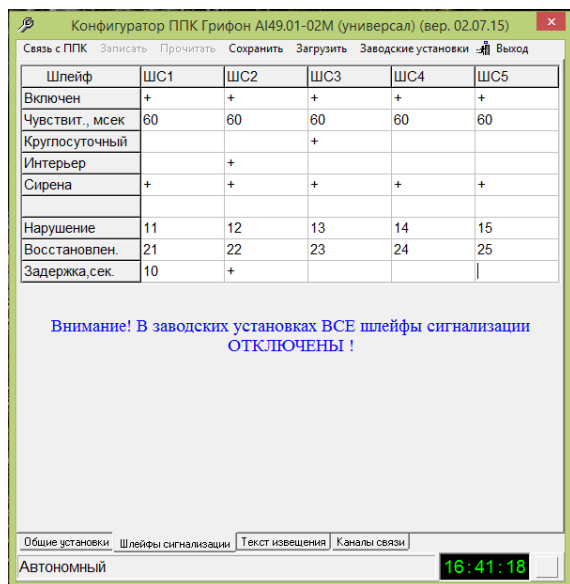 Конфигуратор ППК Грифон AI49.01-02М (универсал) (вер. 02.07.15)
Связь с ППК Записать Прочитать Сохранить Загрузить Заводские установки Выход
Шлейф ШС1 ШС2 ШС3 ШС4 ШС5
Включен + + + + +
Чувствит., мсек 60 60 60 60 60
Круглосуточный +
Интерьер +
Сирена + + + + +
Нарушение 11 12 13 14 15
Восстановлен. 21 22 23 24 25
Задержка,сек. 10 +
Внимание! В заводских установках ВСЕ шлейфы сигнализации
ОТКЛЮЧЕНЫ !
Общие установки Шлейфы сигнализации Текст извещения Каналы связи
Автономный 16:41:18